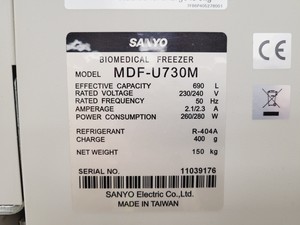 SANYO
BIOMEDICAL FREEZER
MODEL MDF-U730M
EFFECTIVE CAPACITY 690 L
RATED VOLTAGE 230/240 V
RATED FREQUENCY 50 Hz
AMPERAGE 2.1/2.3 A
POWER CONSUMPTION 260/280 W
REFRIGERANT R-404A
CHARGE 400 g
NET WEIGHT 150 kg
SERIAL NO. 11039176
SANYO Electric Co.,Ltd.
MADE IN TAIWAN
CE